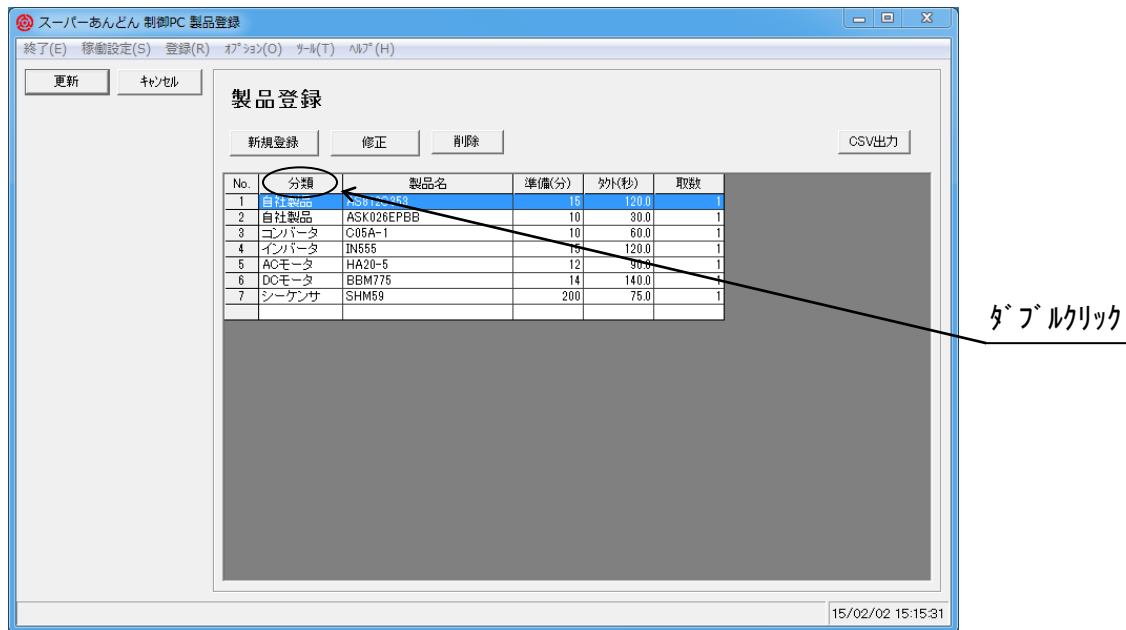 スーパーあんどん 制御PC 製品登録
終了(E) 稼働設定(S) 登録(R) ｵﾌﾟｼｮﾝ(O) ﾂｰﾙ(T) ﾍﾙﾌﾟ(H)
更新 ｷｬﾝｾﾙ
製品登録
新規登録 修正 削除 CSV出力
No. 分類 製品名 準備(分) ﾀｸﾄ(秒) 取数
1 自社製品 15 120.0 1
2 自社製品 ASK026EPBB 10 30.0 1
3 コンバータ C05A-1 10 60.0 1
4 インバータ IN555 15 120.0 1
5 ACモータ HA20-5 12 90.0 1
6 DCモータ BBM775 14 140.0 1
7 シーケンサ SHM59 200 75.0 1
ﾀﾞﾌﾞﾙｸﾘｯｸ
15/02/02 15:15:31